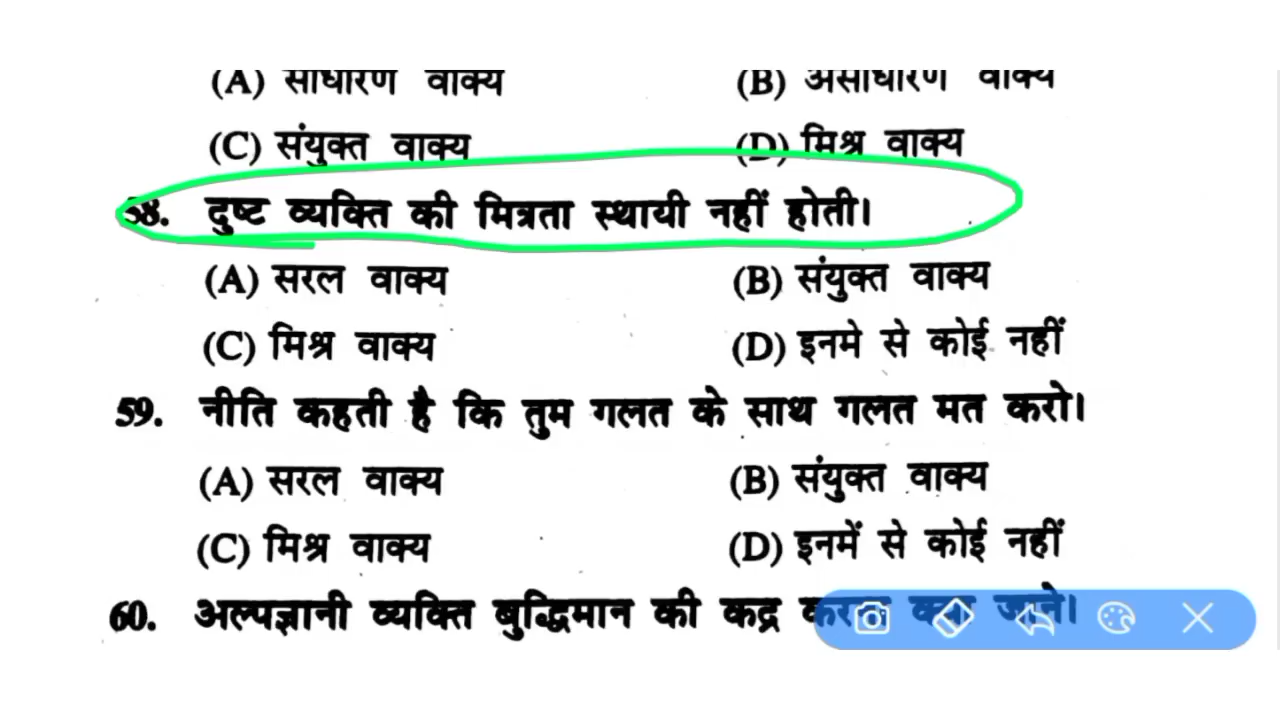 (A) साधारण वाक्य (B) असाधारण वाक्य
(C) संयुक्त वाक्य (D) मिश्र वाक्य
58. दुष्ट व्यक्ति की मित्रता स्थायी नहीं होती।
(A) सरल वाक्य (B) संयुक्त वाक्य
(C) मिश्र वाक्य (D) इनमे से कोई नहीं
59. नीति कहती है कि तुम गलत के साथ गलत मत करो।
(A) सरल वाक्य (B) संयुक्त वाक्य
(C) मिश्र वाक्य (D) इनमें से कोई नहीं
60. अल्पज्ञानी व्यक्ति बुद्धिमान की कद्र करना क्या जाने।